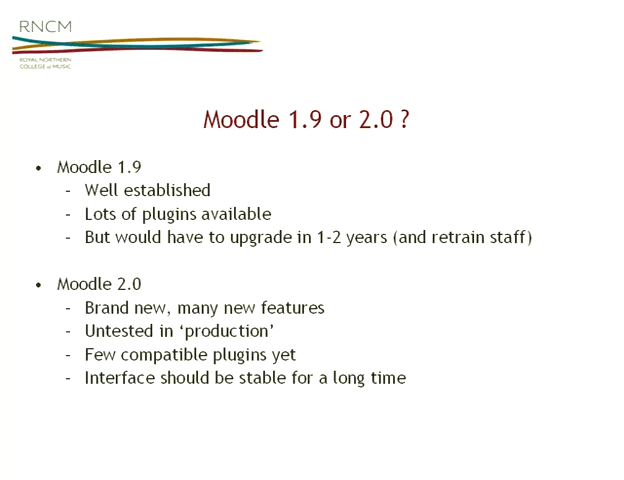 RNCM
ROYAL NORTHERN
COLLEGE of MUSIC
Moodle 1.9 or 2.0 ?
• Moodle 1.9
– Well established
– Lots of plugins available
– But would have to upgrade in 1-2 years (and retrain staff)
• Moodle 2.0
– Brand new, many new features
– Untested in ‘production’
– Few compatible plugins yet
– Interface should be stable for a long time